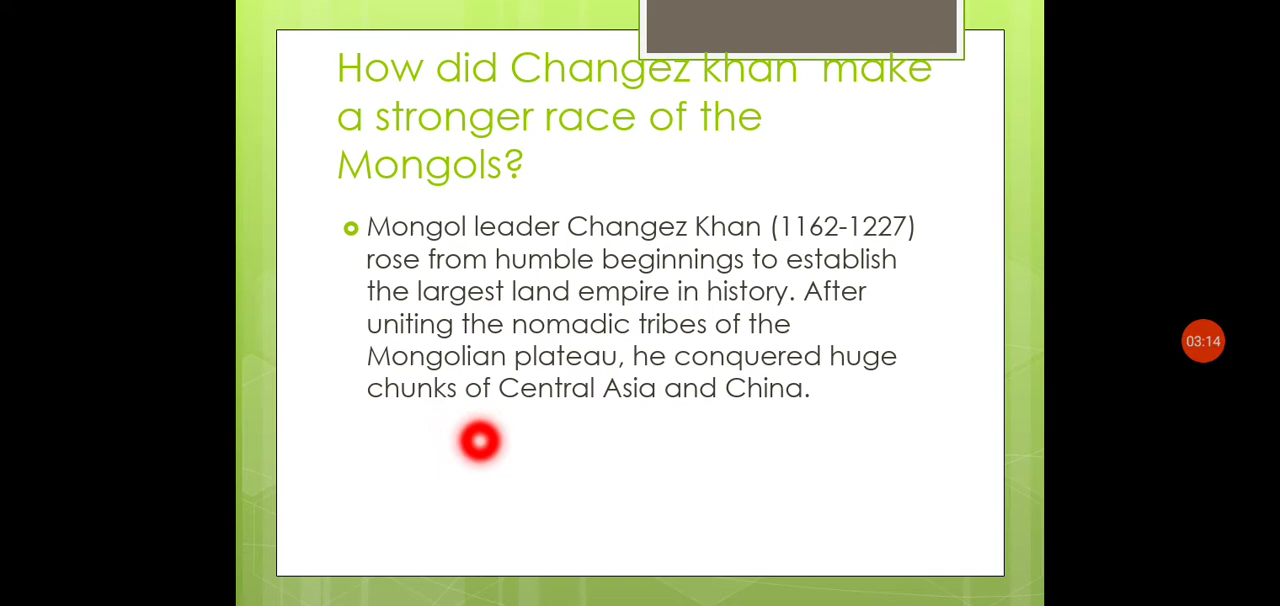 How did Changez khan make
a stronger race of the
Mongols?
Mongol leader Changez Khan (1162-1227)
rose from humble beginnings to establish
the largest land empire in history. After
uniting the nomadic tribes of the
Mongolian plateau, he conquered huge
chunks of Central Asia and China.
03:14